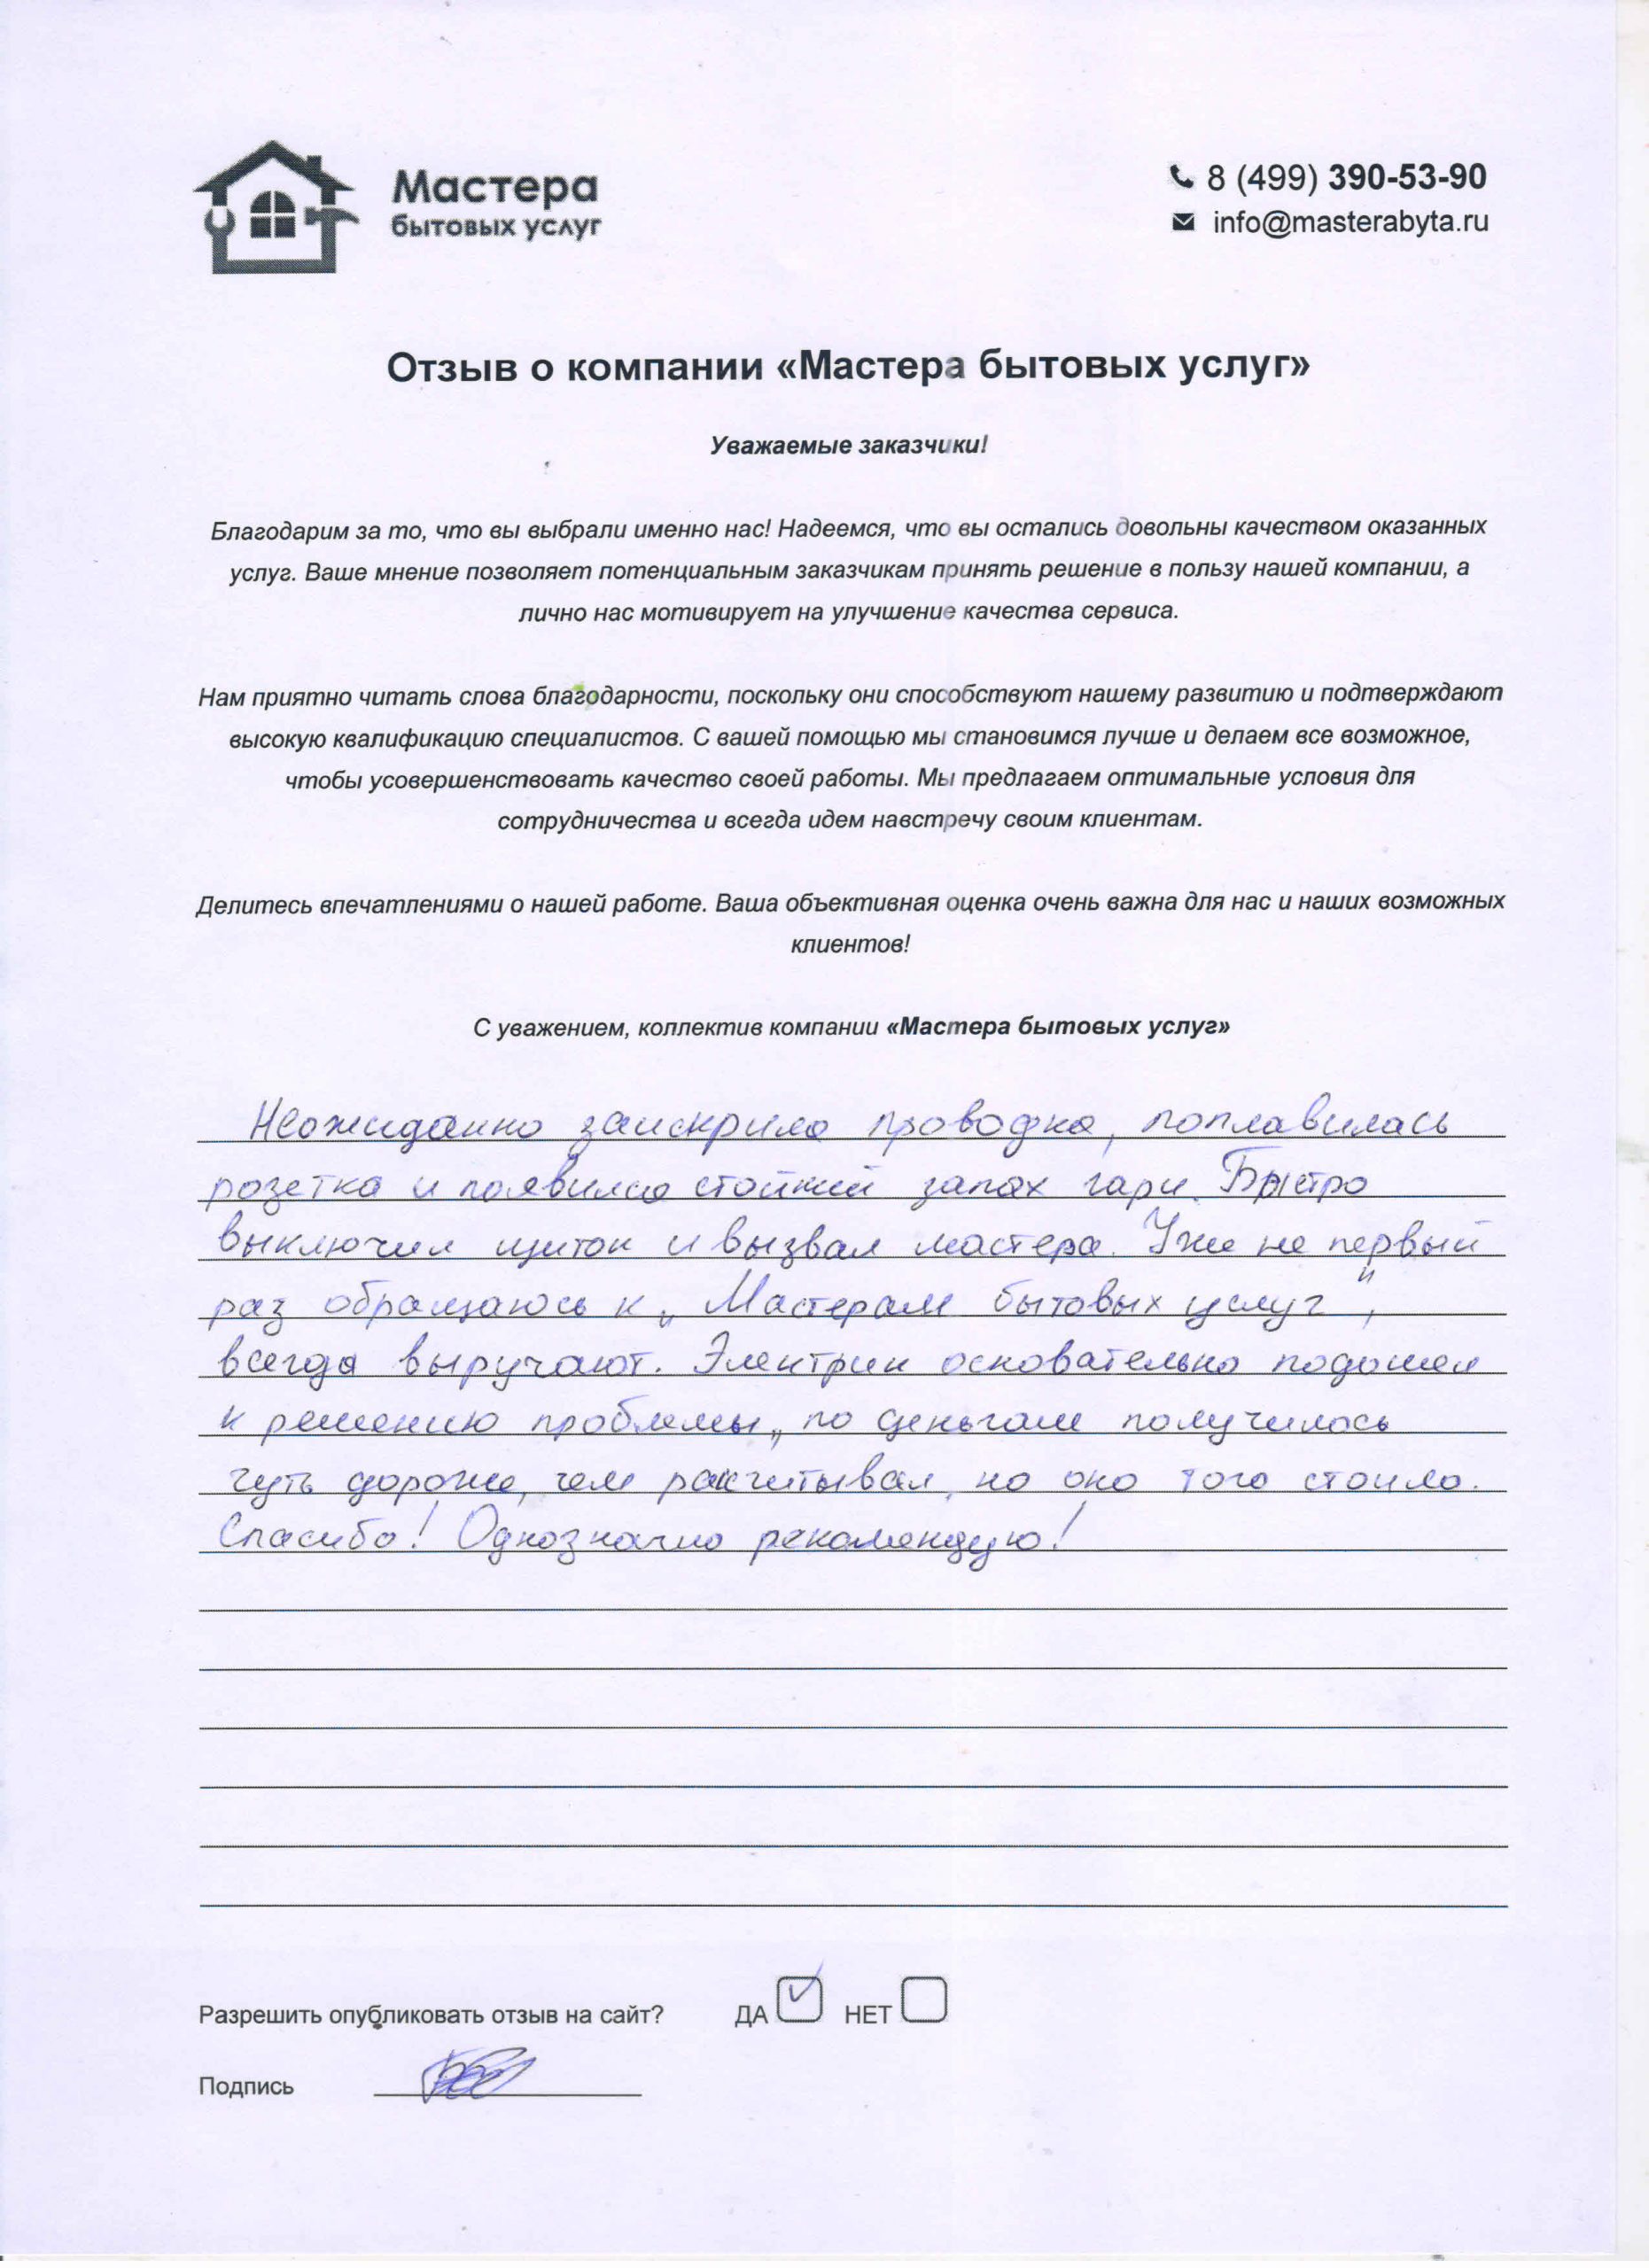 Мастера
бытовых услуг
8 (499) 390-53-90
info@masterabyta.ru
Отзыв о компании «Мастера бытовых услуг»
Уважаемые заказчики!
Благодарим за то, что вы выбрали именно нас! Надеемся, что вы остались довольны качеством оказанных
услуг. Ваше мнение позволяет потенциальным заказчикам принять решение в пользу нашей компании, а
лично нас мотивирует на улучшение качества сервиса.
Нам приятно читать слова благодарности, поскольку они способствуют нашему развитию и подтверждают
высокую квалификацию специалистов. С вашей помощью мы становимся лучше и делаем все возможное,
чтобы усовершенствовать качество своей работы. Мы предлагаем оптимальные условия для
сотрудничества и всегда идем навстречу своим клиентам.
Делитесь впечатлениями о нашей работе. Ваша объективная оценка очень важна для нас и наших возможных
клиентов!
С уважением, коллектив компании «Мастера бытовых услуг»
Неожиданно заискрила проводка, поплавилась
розетка и появился стойкий запах гари. Быстро
выключил щиток и вызвал мастера. Уже не первый
раз обращаюсь к „Мастерам бытовых услуг",
всегда выручают. Электрик основательно подошел
к решению проблемы, по деньгам получилось
чуть дороже, чем расчитывал, но оно того стоило.
Спасибо! Однозначно рекомендую!
Разрешить опубликовать отзыв на сайт? ДА НЕТ
Подпись